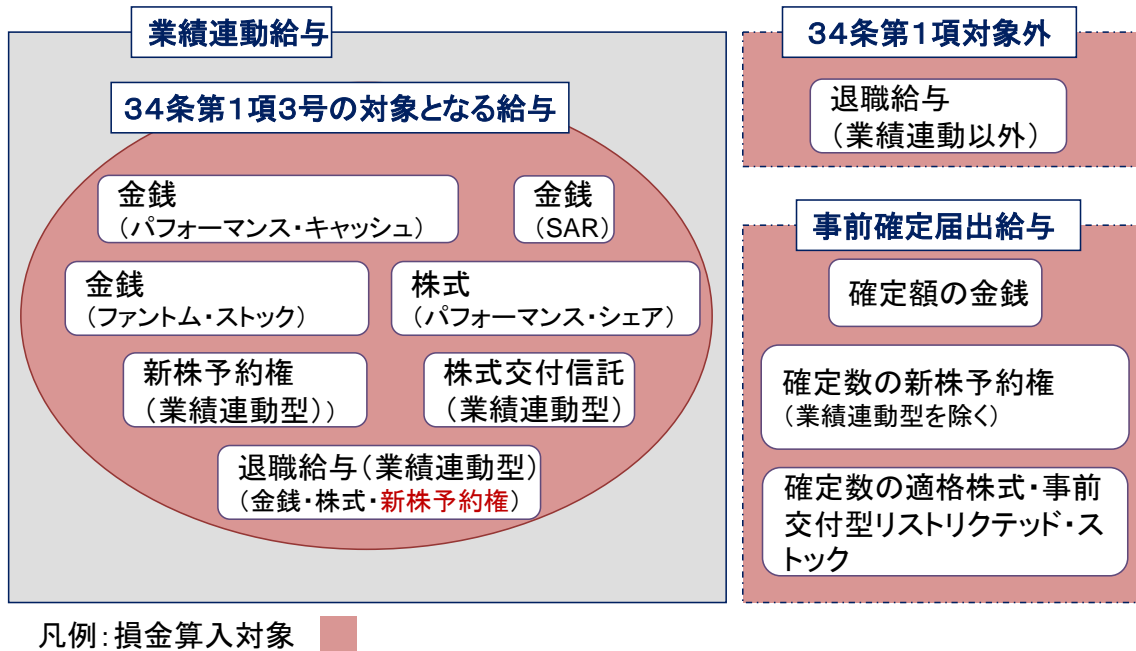 業績連動給与
34条第1項3号の対象となる給与
金銭
（パフォーマンス・キャッシュ）
金銭
（SAR）
金銭
（ファントム・ストック）
株式
（パフォーマンス・シェア）
新株予約権
（業績連動型））
株式交付信託
（業績連動型）
退職給与（業績連動型）
（金銭・株式・新株予約権）
34条第1項対象外
退職給与
（業績連動以外）
事前確定届出給与
確定額の金銭
確定数の新株予約権
（業績連動型を除く）
確定数の適格株式・事前
交付型リストリクテッド・ス
トック
凡例：損金算入対象